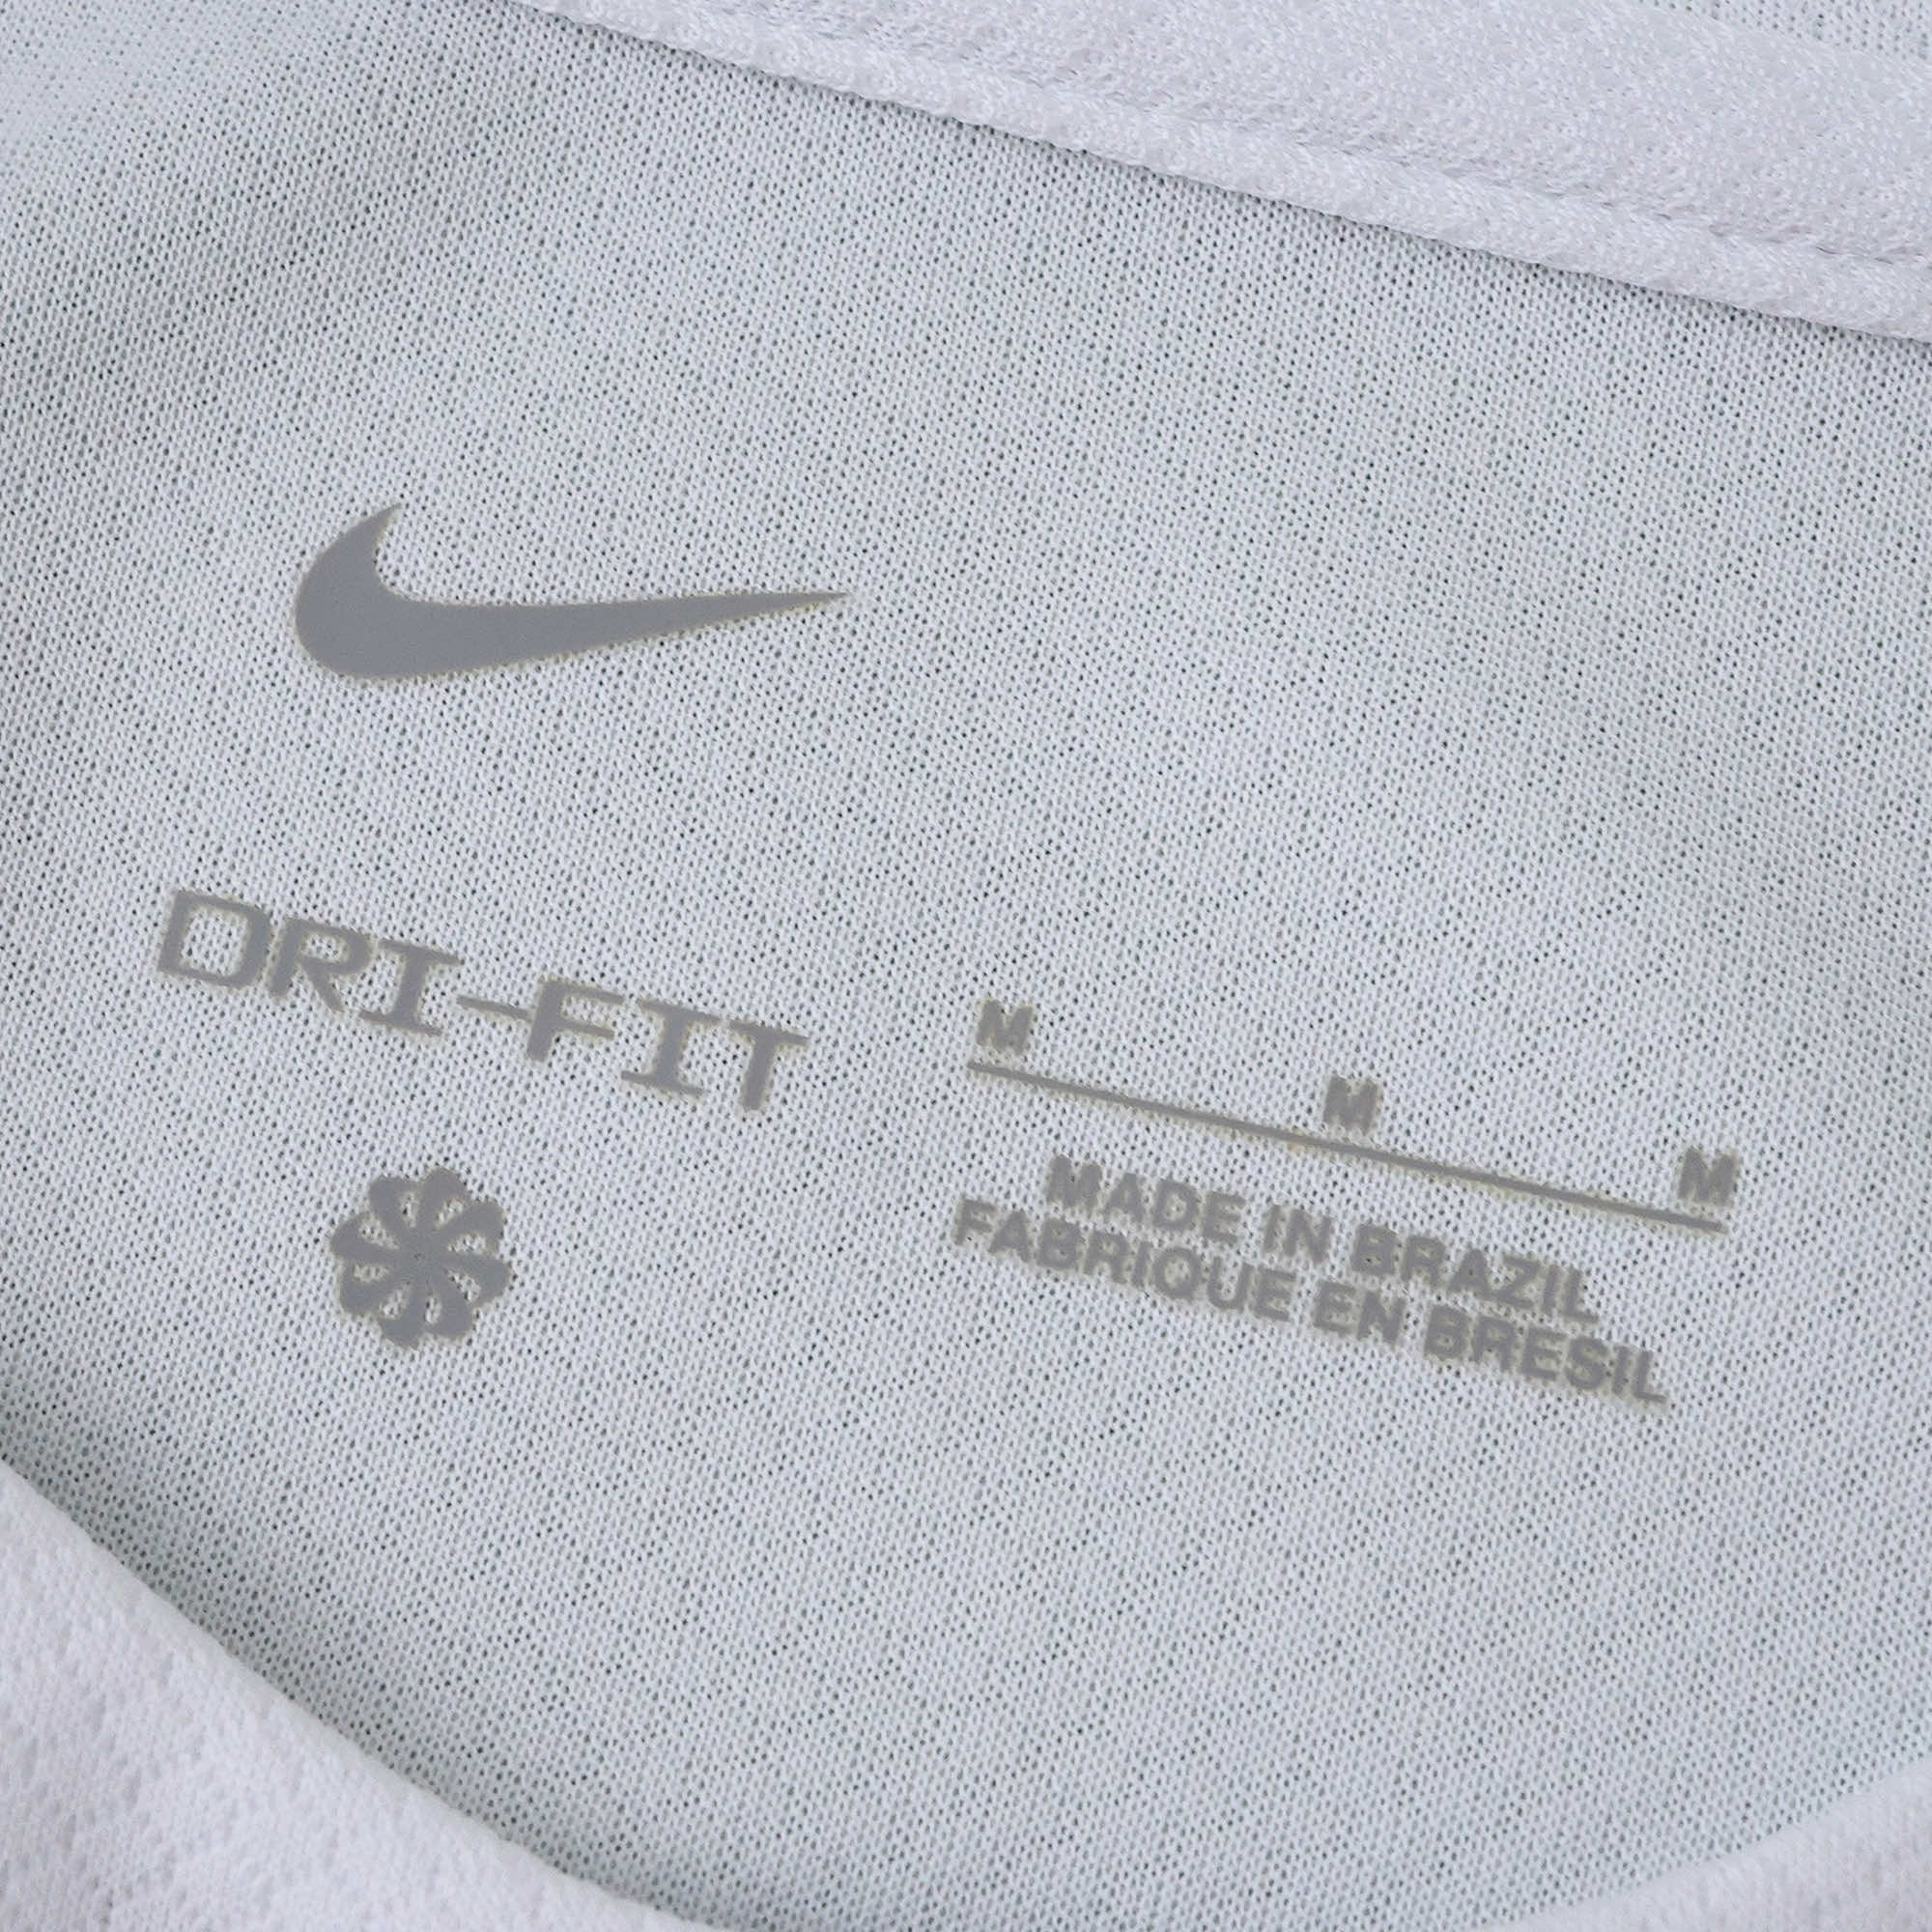 DRI-FIT
M M M
MADE IN BRAZIL
FABRIQUE EN BRESIL